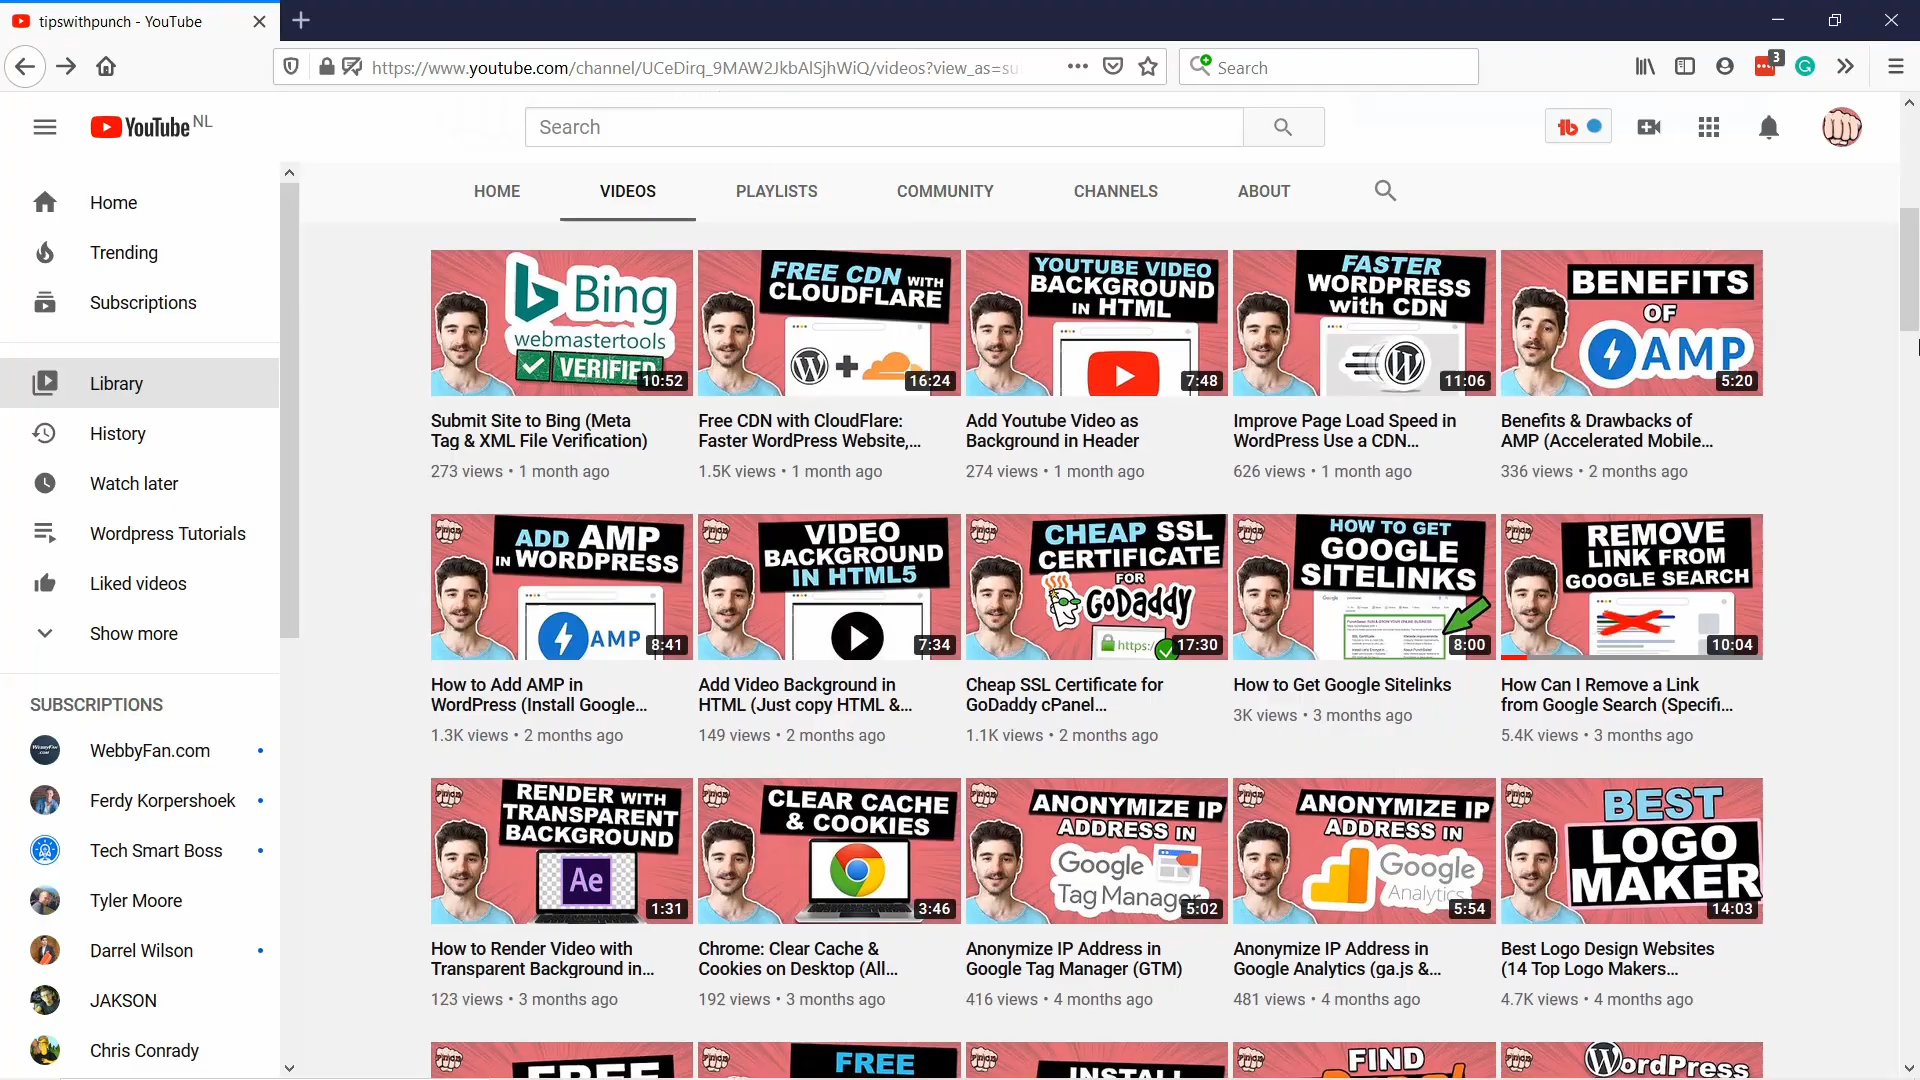 tipswithpunch - YouTube
https://www.youtube.com/channel/UCeDirq_9MAW2JkbAlSjhWiQ/videos?view_as=su
Search
3
YouTube NL
Search
Home
Trending
Subscriptions
Library
History
Watch later
Wordpress Tutorials
Liked videos
Show more
SUBSCRIPTIONS
WebbyFan.com
Ferdy Korpershoek
Tech Smart Boss
Tyler Moore
Darrel Wilson
JAKSON
Chris Conrady
HOME
VIDEOS
PLAYLISTS
COMMUNITY
CHANNELS
ABOUT
Bing
webmastertools
VERIFIED
10:52
Submit Site to Bing (Meta
Tag & XML File Verification)
273 views • 1 month ago
FREE CDN WITH
CLOUDFLARE
16:24
Free CDN with CloudFlare:
Faster WordPress Website,...
1.5K views • 1 month ago
YOUTUBE VIDEO
BACKGROUND
IN HTML
7:48
Add Youtube Video as
Background in Header
274 views • 1 month ago
FASTER
WORDPRESS
with CDN
11:06
Improve Page Load Speed in
WordPress Use a CDN...
626 views • 1 month ago
BENEFITS
OF
AMP
5:20
Benefits & Drawbacks of
AMP (Accelerated Mobile...
336 views • 2 months ago
ADD AMP
IN WORDPRESS
AMP
8:41
How to Add AMP in
WordPress (Install Google...
1.3K views • 2 months ago
VIDEO
BACKGROUND
IN HTML5
7:34
Add Video Background in
HTML (Just copy HTML &...
149 views • 2 months ago
CHEAP SSL
CERTIFICATE
FOR
GoDaddy
https:/
17:30
Cheap SSL Certificate for
GoDaddy cPanel...
1.1K views • 2 months ago
HOW TO GET
GOOGLE
SITELINKS
8:00
How to Get Google Sitelinks
3K views • 3 months ago
REMOVE
LINK FROM
GOOGLE SEARCH
10:04
How Can I Remove a Link
from Google Search (Specifi...
5.4K views • 3 months ago
RENDER WITH
TRANSPARENT
BACKGROUND
Ae
1:31
How to Render Video with
Transparent Background in...
123 views • 3 months ago
CLEAR CACHE
& COOKIES
3:46
Chrome: Clear Cache &
Cookies on Desktop (All...
192 views • 3 months ago
ANONYMIZE IP
ADDRESS IN
Google
Tag Manager
5:02
Anonymize IP Address in
Google Tag Manager (GTM)
416 views • 4 months ago
ANONYMIZE IP
ADDRESS IN
Google
Analytics
5:54
Anonymize IP Address in
Google Analytics (ga.js &...
481 views • 4 months ago
BEST
LOGO
MAKER
14:03
Best Logo Design Websites
(14 Top Logo Makers...
4.7K views • 4 months ago
FREE
FREE
INSTALL
FIND
WordPress